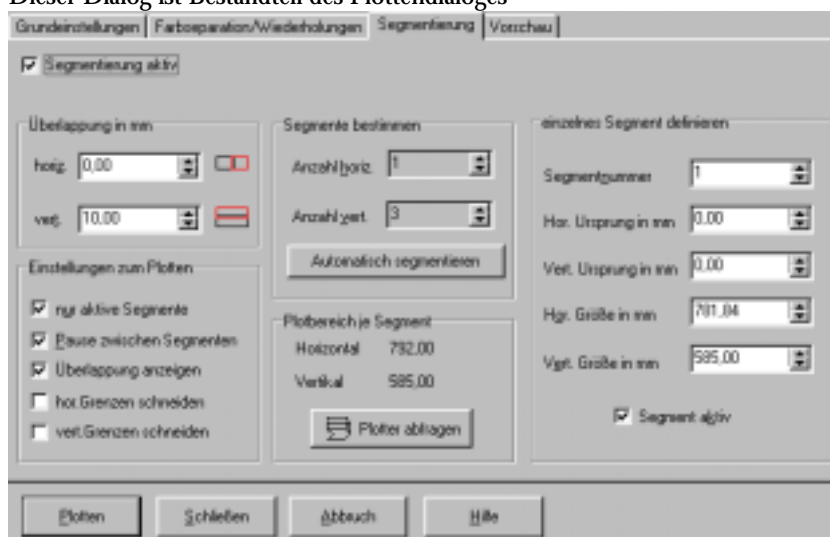 Dieser Dialog ist Bestandteil des Plottendialoges
Grundeinstellungen Farbseparation/Wiederholungen Segmentierung Vorschau
Segmentierung aktiv
Überlappung in mm
horiz. 0,00
vert. 10,00
Einstellungen zum Plotten
nur aktive Segmente
Pause zwischen Segmenten
Überlappung anzeigen
hor.Grenzen schneiden
vert.Grenzen schneiden
Segmente bestimmen
Anzahl horiz. 1
Anzahl vert. 3
Automatisch segmentieren
Plotbereich je Segment
Horizontal 792,00
Vertikal 585,00
Plotter abfragen
einzelnes Segment definieren
Segmentnummer 1
Hor. Ursprung in mm 0,00
Vert. Ursprung in mm 0,00
Hor. Größe in mm 781,84
Vert. Größe in mm 585,00
Segment aktiv
Plotten Schließen Abbruch Hilfe